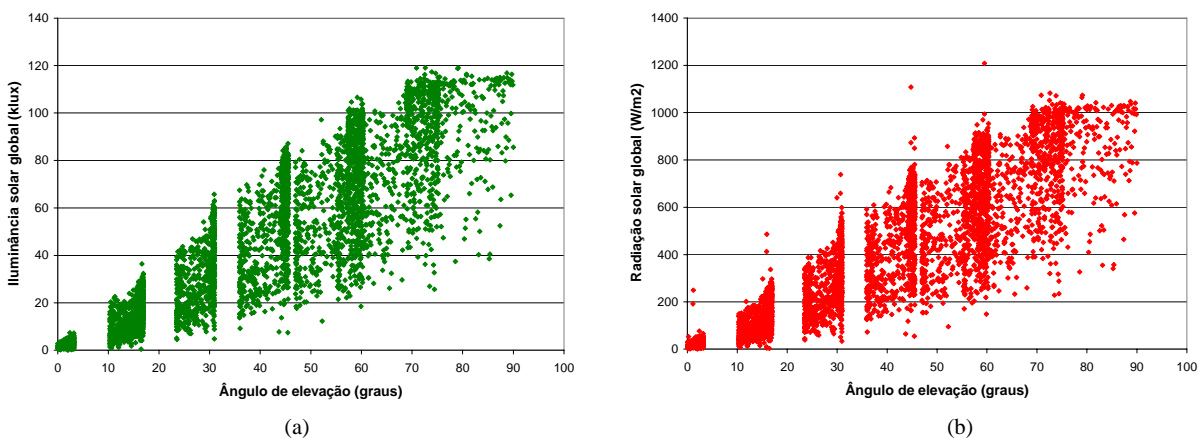 140
120
100
80
60
40
20
0
Iluminância solar global (klux)
0 10 20 30 40 50 60 70 80 90 100
Ângulo de elevação (graus)
(a)
1400
1200
1000
800
600
400
200
0
Radiação solar global (W/m2)
0 10 20 30 40 50 60 70 80 90 100
Ângulo de elevação (graus)
(b)